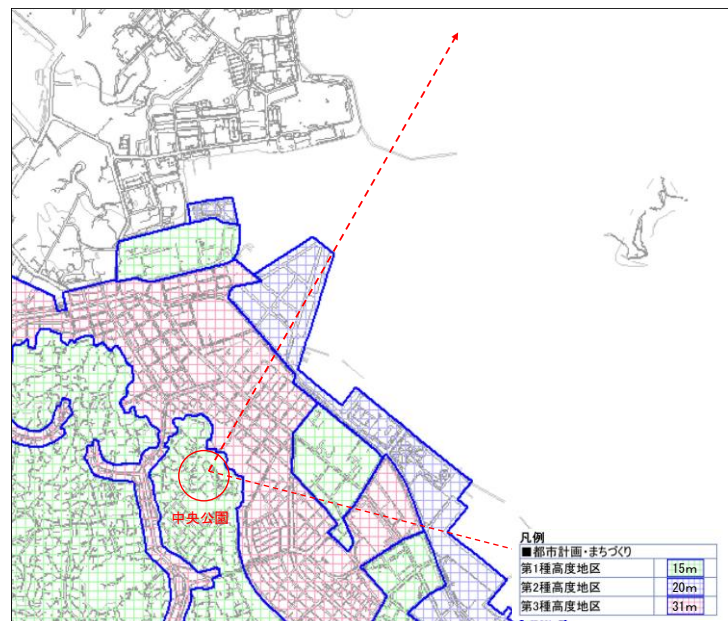 中央公園
凡例
■都市計画・まちづくり
第1種高度地区 15m
第2種高度地区 20m
第3種高度地区 31m